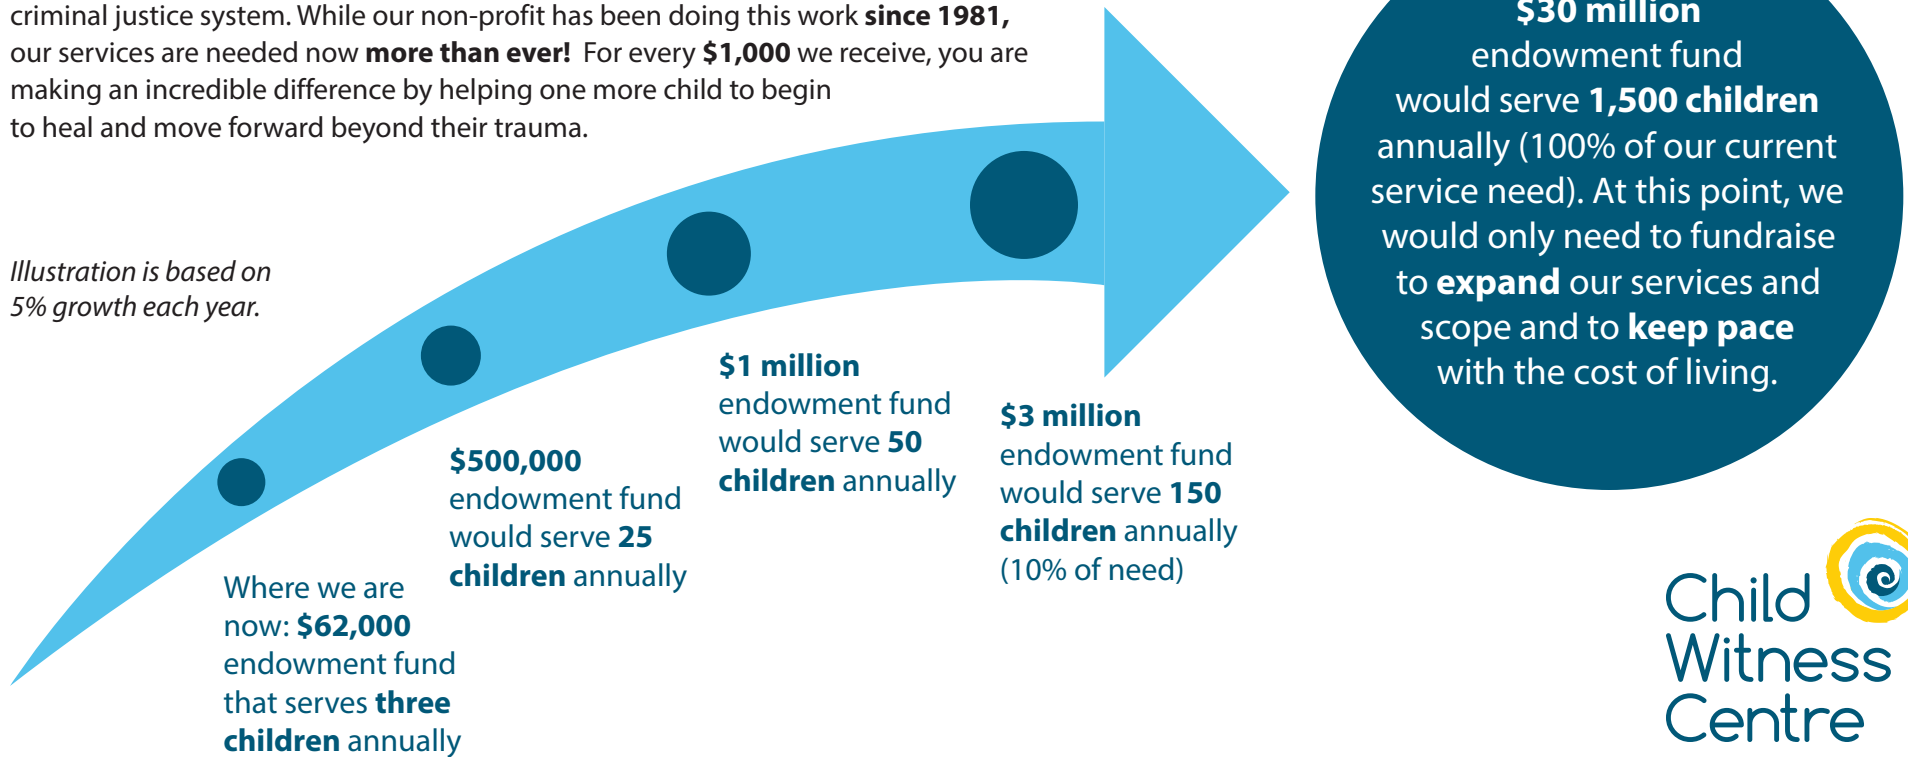 criminal justice system. While our non-profit has been doing this work since 1981,
our services are needed now more than ever! For every $1,000 we receive, you are
making an incredible difference by helping one more child to begin
to heal and move forward beyond their trauma.
Illustration is based on
5% growth each year.
Where we are
now: $62,000
endowment fund
that serves three
children annually
$500,000
endowment fund
would serve 25
children annually
$1 million
endowment fund
would serve 50
children annually
$3 million
endowment fund
would serve 150
children annually
(10% of need)
$30 million
endowment fund
would serve 1,500 children
annually (100% of our current
service need). At this point, we
would only need to fundraise
to expand our services and
scope and to keep pace
with the cost of living.
Child
Witness
Centre